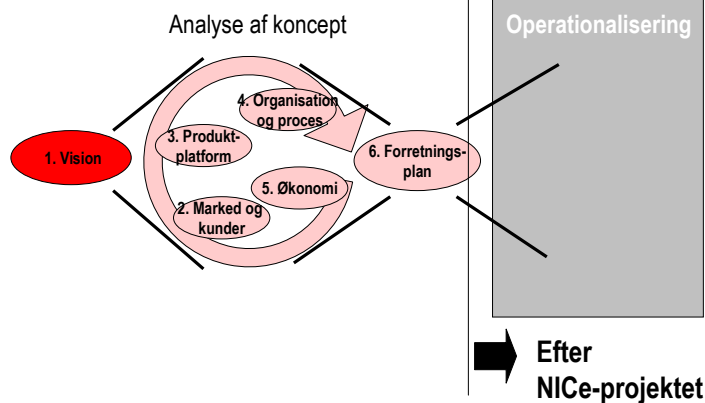 Analyse af koncept
Operationalisering
4. Organisation
og proces
3. Produkt-
platform
1. Vision
6. Forretnings-
plan
5. Økonomi
2. Marked og
kunder
Efter
NICe-projektet